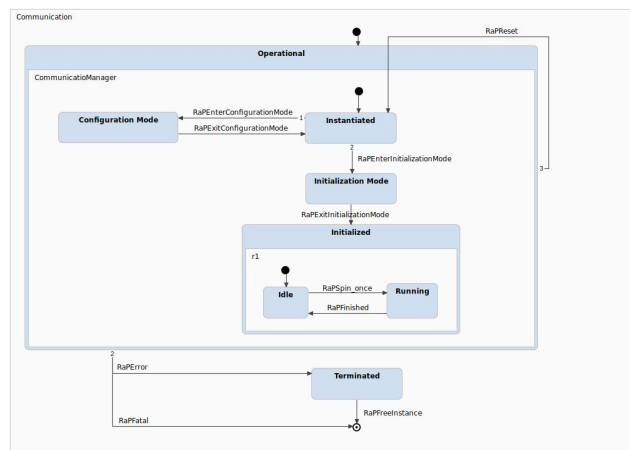 Communication
RaPReset
Operational
CommunicatioManager
RaPEnterConfigurationMode
Configuration Mode
1
Instantiated
RaPExitConfigurationMode
2
RaPEnterInitializationMode
3
Initialization Mode
RaPExitInitializationMode
Initialized
r1
RaPSpin_once
Idle
Running
RaPFinished
2
RaPError
Terminated
RaPFreeInstance
RaPFatal